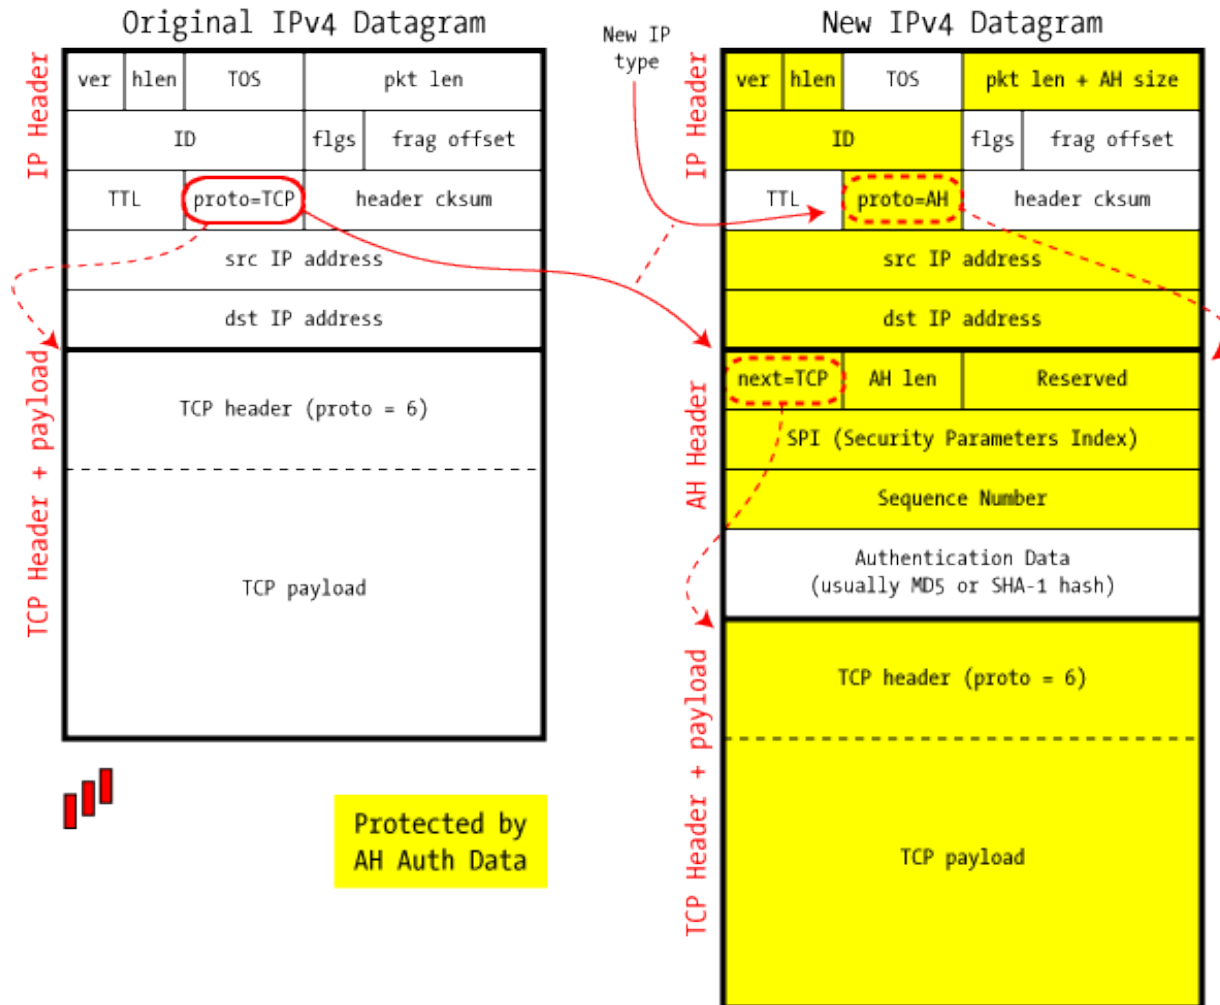 Original IPv4 Datagram
IP Header
ver hlen TOS pkt len
ID flgs frag offset
TTL proto=TCP header cksum
src IP address
dst IP address
TCP Header + payload
TCP header (proto = 6)
TCP payload
Protected by
AH Auth Data
New IP
type
New IPv4 Datagram
IP Header
ver hlen TOS pkt len + AH size
ID flgs frag offset
TTL proto=AH header cksum
src IP address
dst IP address
AH Header
next=TCP AH len Reserved
SPI (Security Parameters Index)
Sequence Number
Authentication Data
(usually MD5 or SHA-1 hash)
TCP Header + payload
TCP header (proto = 6)
TCP payload